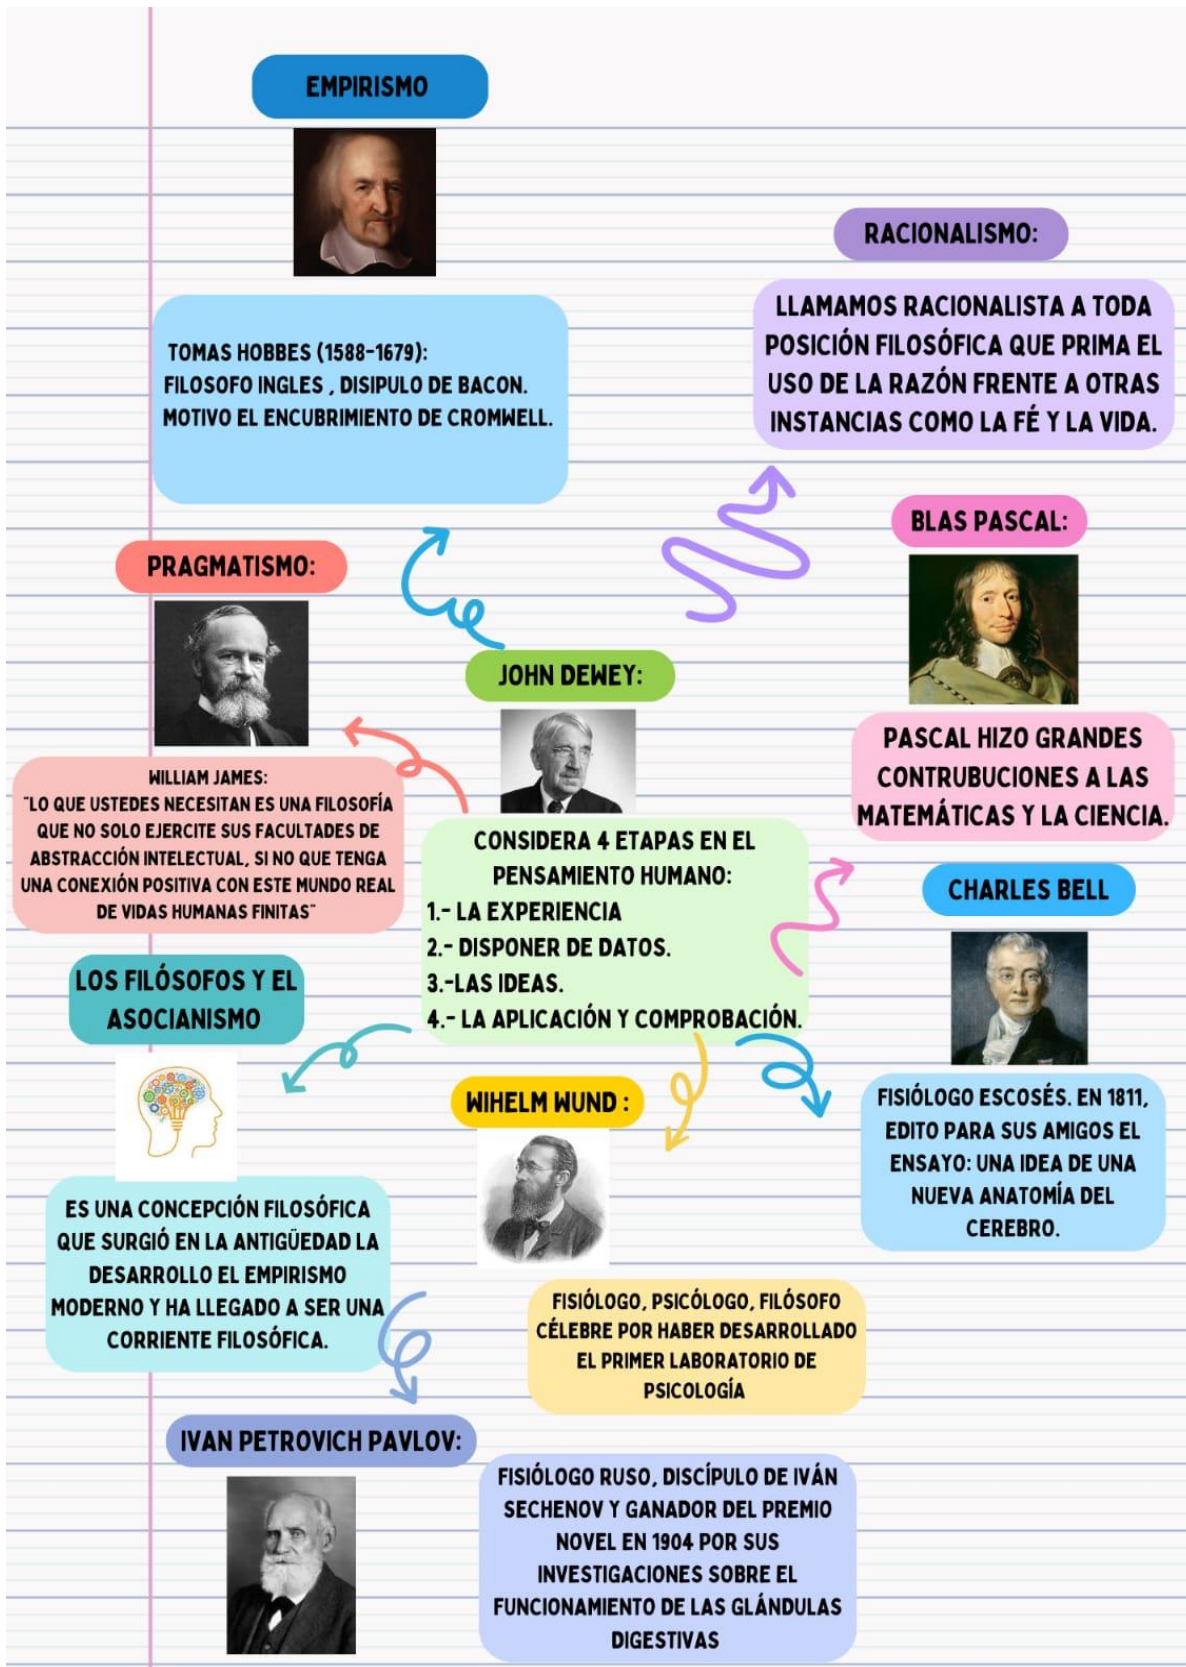 EMPIRISMO
TOMAS HOBBES (1588-1679):
FILOSOFO INGLES , DISIPULO DE BACON.
MOTIVO EL ENCUBRIMIENTO DE CROMWELL.
RACIONALISMO:
LLAMAMOS RACIONALISTA A TODA
POSICIÓN FILOSÓFICA QUE PRIMA EL
USO DE LA RAZÓN FRENTE A OTRAS
INSTANCIAS COMO LA FÉ Y LA VIDA.
BLAS PASCAL:
PASCAL HIZO GRANDES
CONTRUBUCIONES A LAS
MATEMÁTICAS Y LA CIENCIA.
PRAGMATISMO:
WILLIAM JAMES:
"LO QUE USTEDES NECESITAN ES UNA FILOSOFÍA
QUE NO SOLO EJERCITE SUS FACULTADES DE
ABSTRACCIÓN INTELECTUAL, SI NO QUE TENGA
UNA CONEXIÓN POSITIVA CON ESTE MUNDO REAL
DE VIDAS HUMANAS FINITAS"
JOHN DEWEY:
CONSIDERA 4 ETAPAS EN EL
PENSAMIENTO HUMANO:
1.- LA EXPERIENCIA
2.- DISPONER DE DATOS.
3.-LAS IDEAS.
4.- LA APLICACIÓN Y COMPROBACIÓN.
CHARLES BELL
FISIÓLOGO ESCOSÉS. EN 1811,
EDITO PARA SUS AMIGOS EL
ENSAYO: UNA IDEA DE UNA
NUEVA ANATOMÍA DEL
CEREBRO.
LOS FILÓSOFOS Y EL
ASOCIANISMO
ES UNA CONCEPCIÓN FILOSÓFICA
QUE SURGIÓ EN LA ANTIGÜEDAD LA
DESARROLLO EL EMPIRISMO
MODERNO Y HA LLEGADO A SER UNA
CORRIENTE FILOSÓFICA.
WIHELM WUND :
FISIÓLOGO, PSICÓLOGO, FILÓSOFO
CÉLEBRE POR HABER DESARROLLADO
EL PRIMER LABORATORIO DE
PSICOLOGÍA
IVAN PETROVICH PAVLOV:
FISIÓLOGO RUSO, DISCÍPULO DE IVÁN
SECHENOV Y GANADOR DEL PREMIO
NOVEL EN 1904 POR SUS
INVESTIGACIONES SOBRE EL
FUNCIONAMIENTO DE LAS GLÁNDULAS
DIGESTIVAS